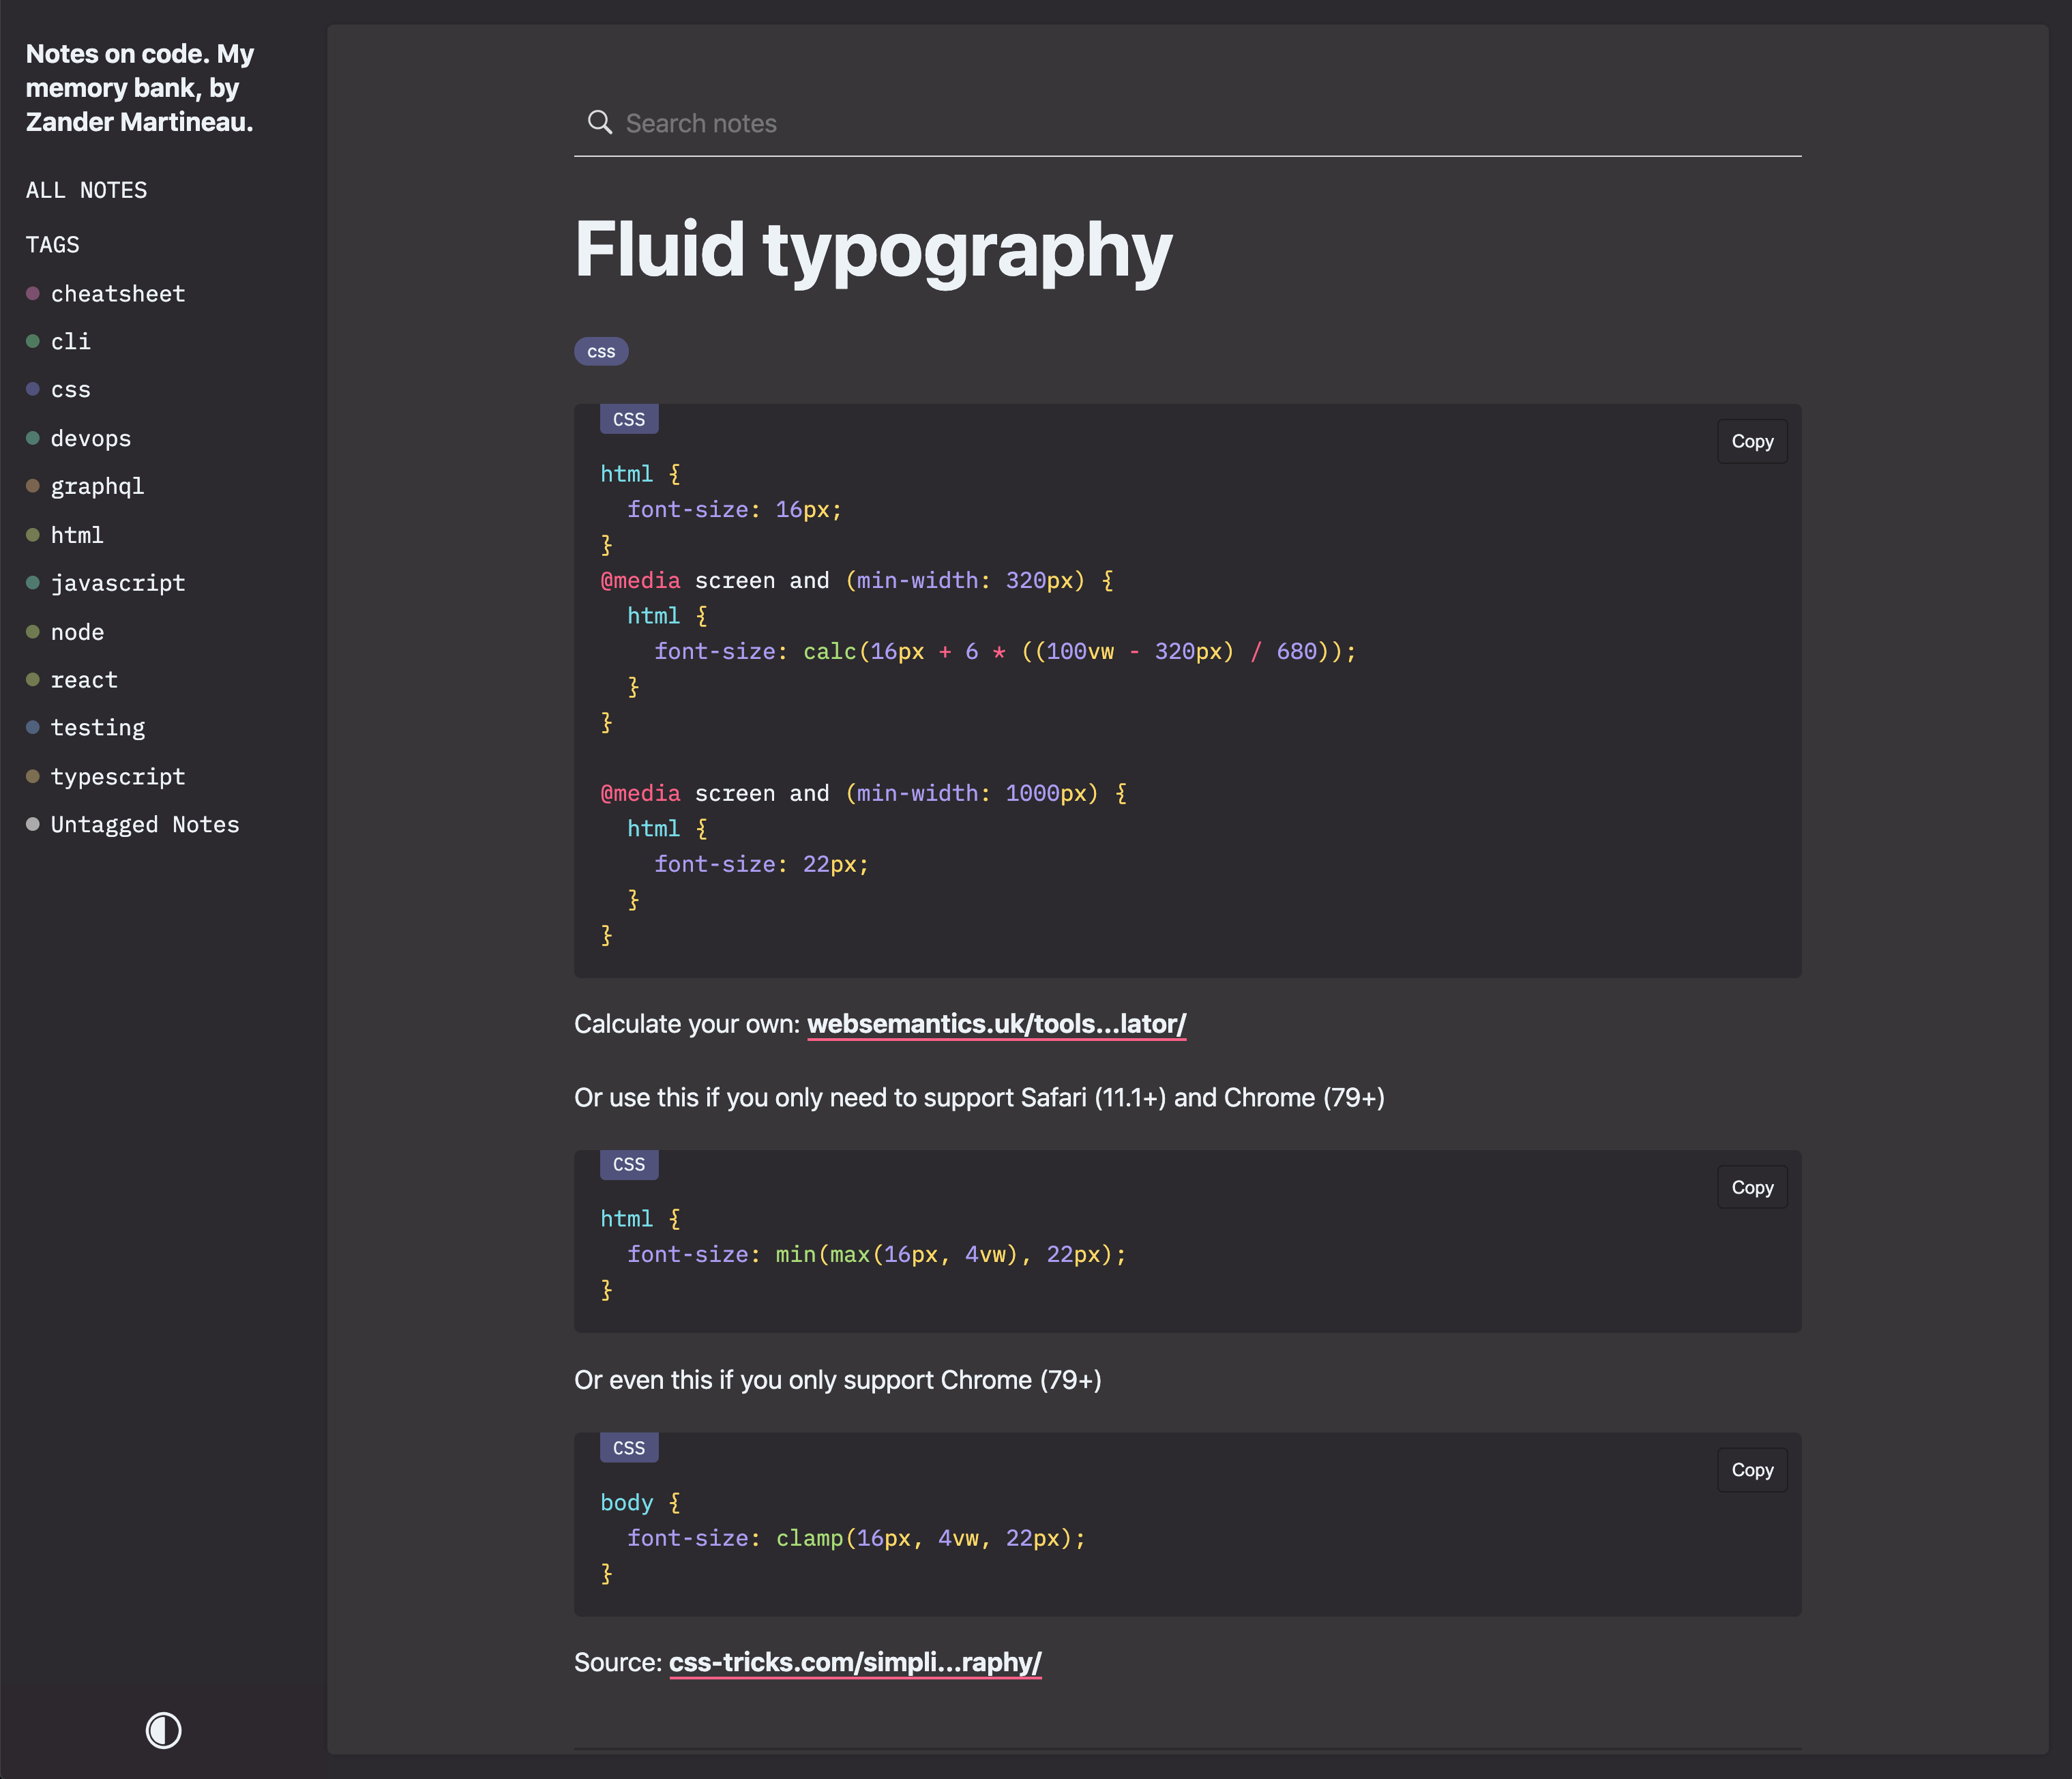 Notes on code. My
memory bank, by
Zander Martineau.
ALL NOTES
TAGS
cheatsheet
cli
css
devops
graphql
html
javascript
node
react
testing
typescript
Untagged Notes
Search notes
Fluid typography
css
CSS
Copy
html {
  font-size: 16px;
}
@media screen and (min-width: 320px) {
  html {
    font-size: calc(16px + 6 * ((100vw - 320px) / 680));
  }
}

@media screen and (min-width: 1000px) {
  html {
    font-size: 22px;
  }
}
Calculate your own: websemantics.uk/tools...lator/
Or use this if you only need to support Safari (11.1+) and Chrome (79+)
CSS
Copy
html {
  font-size: min(max(16px, 4vw), 22px);
}
Or even this if you only support Chrome (79+)
CSS
Copy
body {
  font-size: clamp(16px, 4vw, 22px);
}
Source: css-tricks.com/simpli...raphy/